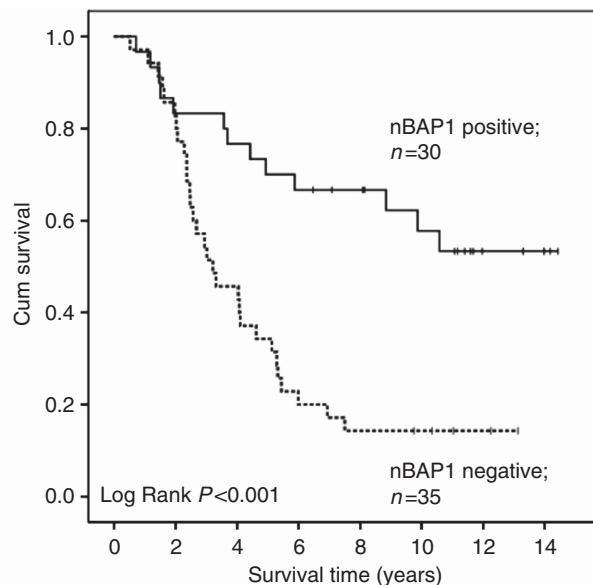 1.0
0.8
0.6
0.4
0.2
0.0
Cum survival
nBAP1 positive;
n=30
nBAP1 negative;
n=35
Log Rank P<0.001
0 2 4 6 8 10 12 14
Survival time (years)